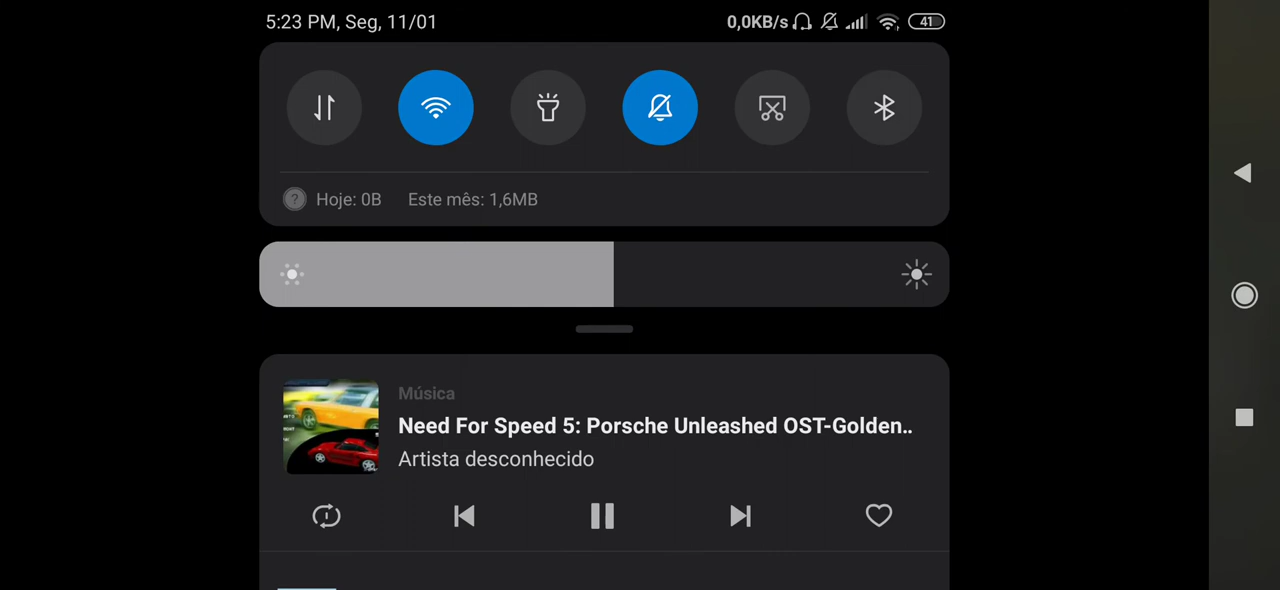 5:23 PM, Seg, 11/01
0,0KB/s
41
Hoje: 0B Este mês: 1,6MB
Música
Need For Speed 5: Porsche Unleashed OST-Golden..
Artista desconhecido